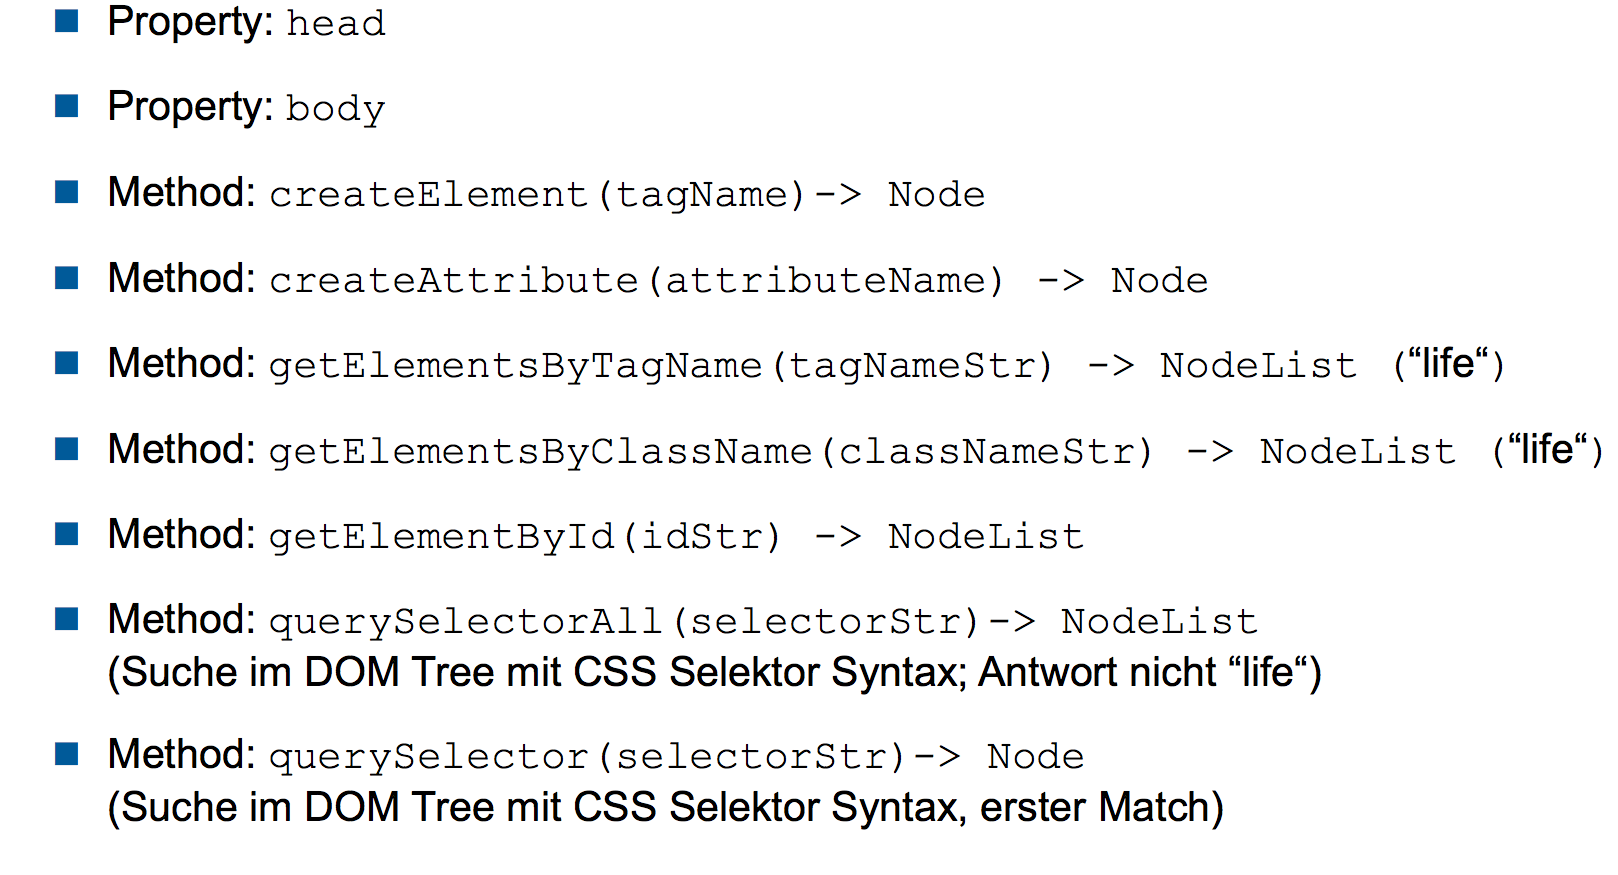 Property: head
Property: body
Method: createElement(tagName)-> Node
Method: createAttribute(attributeName) -> Node
Method: getElementsByTagName(tagNameStr) -> NodeList (“life“)
Method: getElementsByClassName(classNameStr) -> NodeList (“life“)
Method: getElementById(idStr) -> NodeList
Method: querySelectorAll(selectorStr)-> NodeList
(Suche im DOM Tree mit CSS Selektor Syntax; Antwort nicht “life“)
Method: querySelector(selectorStr)-> Node
(Suche im DOM Tree mit CSS Selektor Syntax, erster Match)